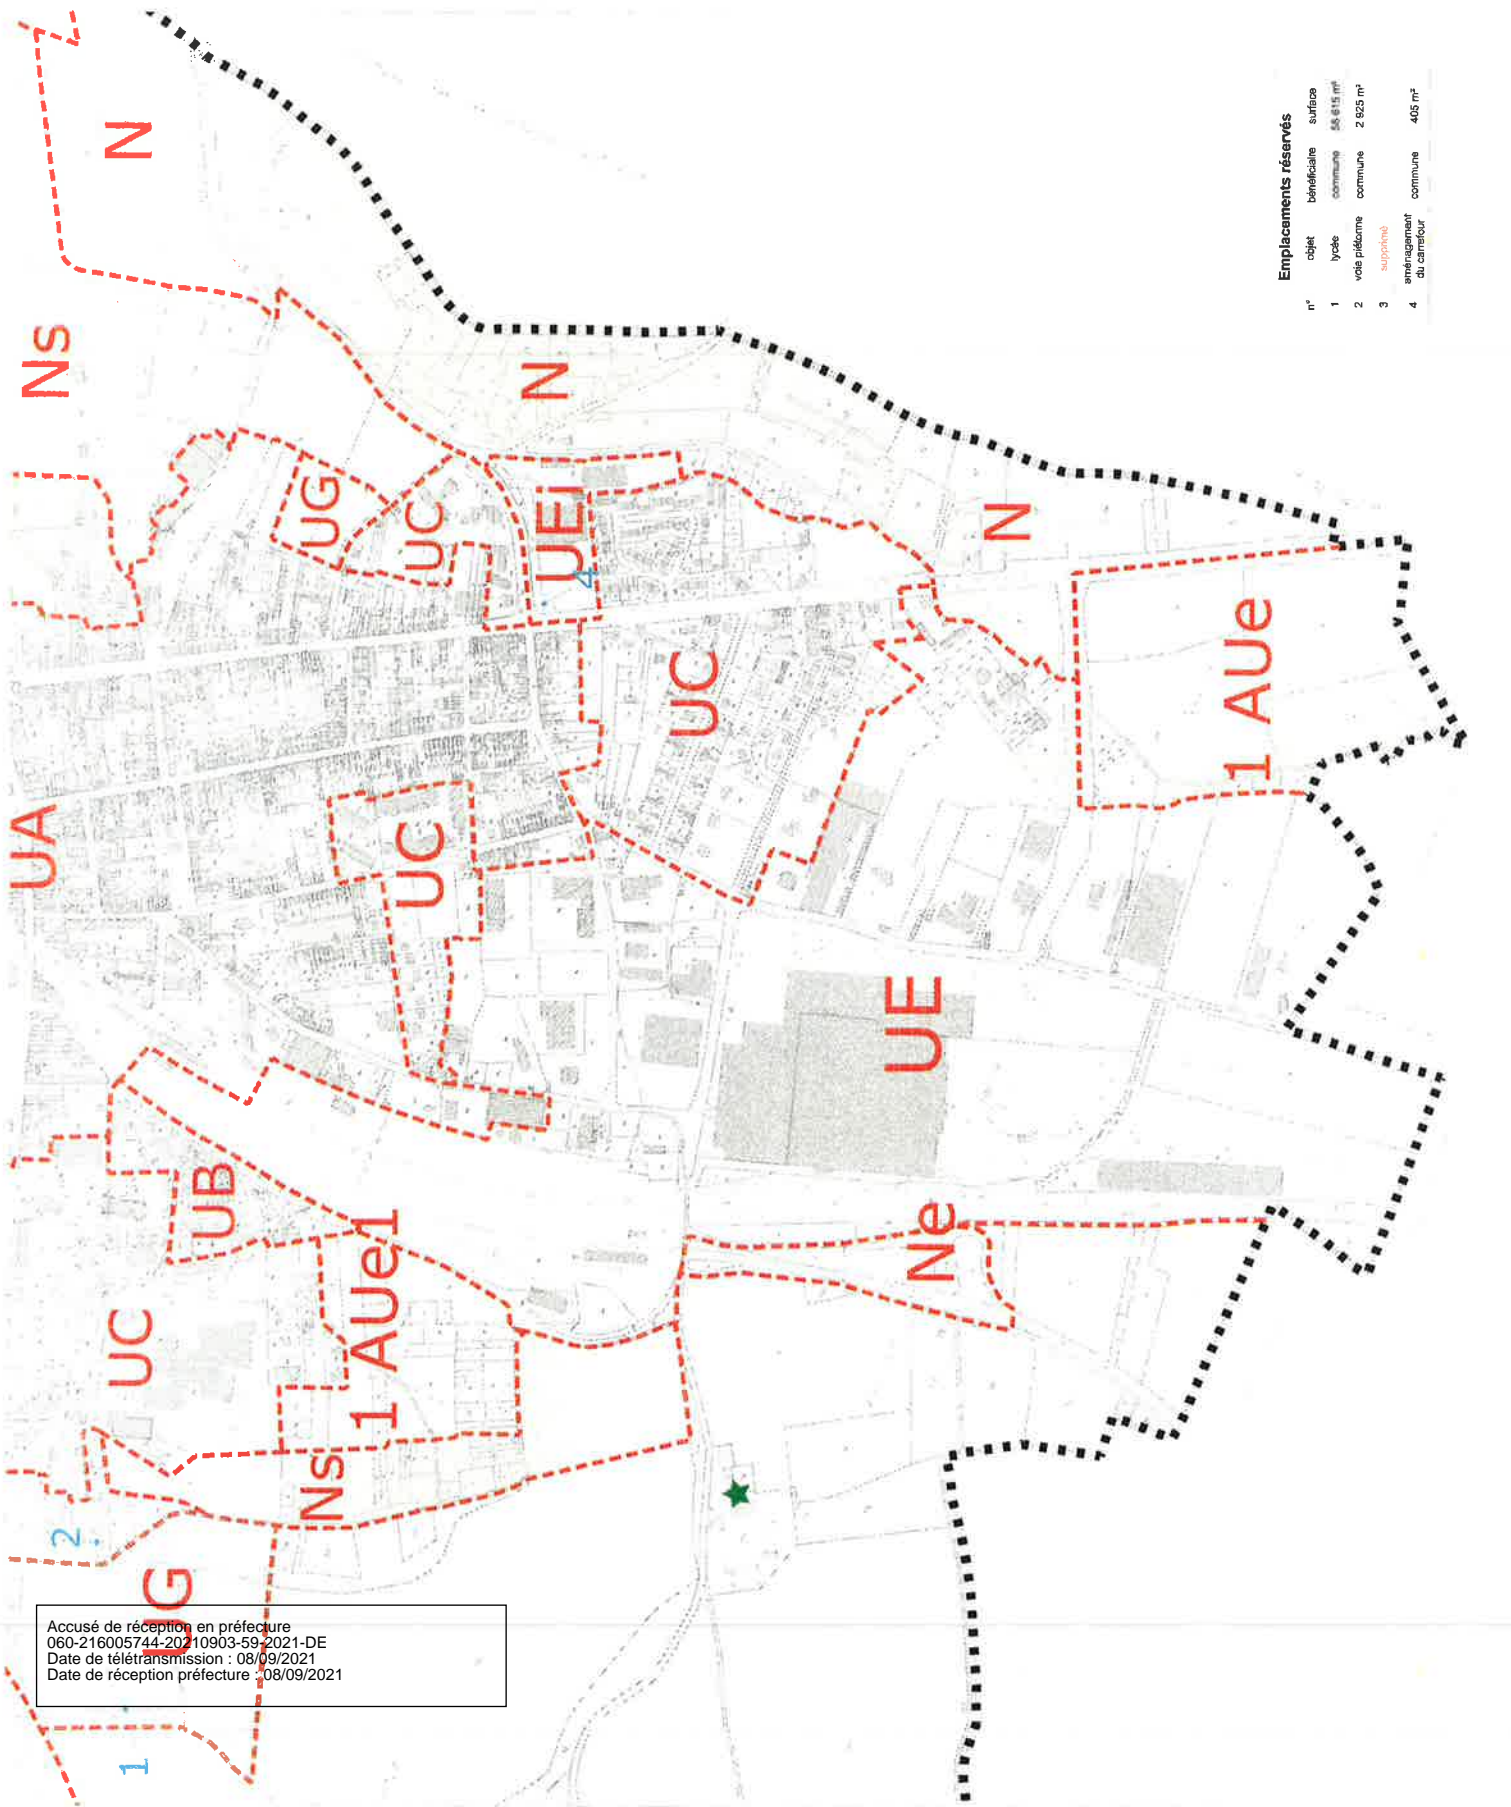 N
Ns
UG
UC
UEi
4
N
N
UA
UC
UC
1 AUe
UE
UB
1 AUe1
UC
Ne
Ns
2
UG
1
Emplacements réservés
n° objet bénéficiaire surface
1 lycée commune 58 615 m²
2 voie piétonne commune 2 925 m²
3 supprimé
4 aménagement du carrefour commune 405 m²
Accusé de réception en préfecture
060-216005744-20210903-59-2021-DE
Date de télétransmission : 08/09/2021
Date de réception préfecture : 08/09/2021